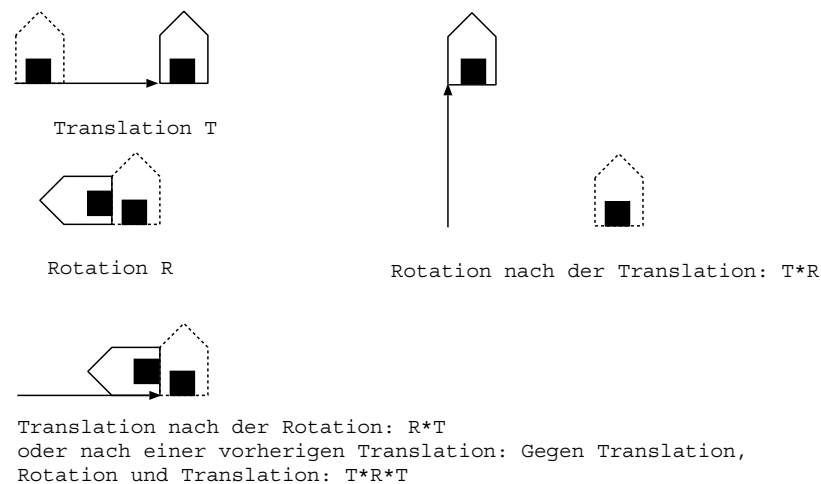 Translation T
Rotation R
Rotation nach der Translation: T*R
Translation nach der Rotation: R*T
oder nach einer vorherigen Translation: Gegen Translation,
Rotation und Translation: T*R*T